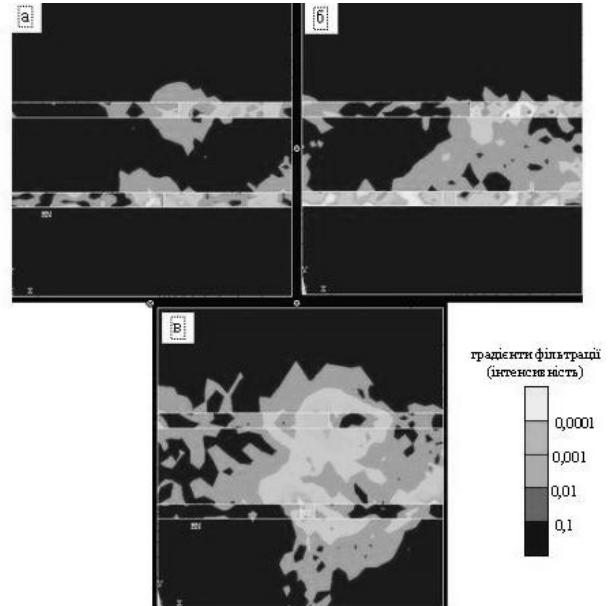 а
б
в
градієнти фільтрації
(інтенсивність)
0,0001
0,001
0,01
0,1